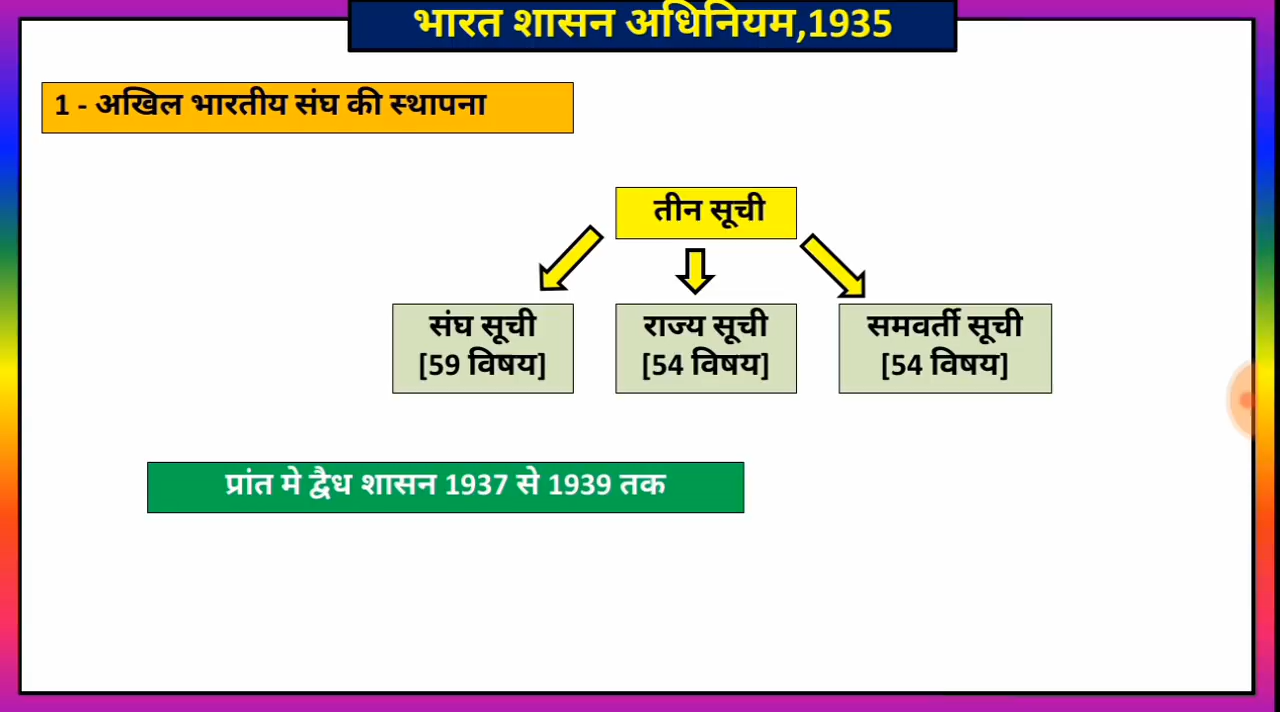 भारत शासन अधिनियम,1935
1 - अखिल भारतीय संघ की स्थापना
तीन सूची
संघ सूची
[59 विषय]
राज्य सूची
[54 विषय]
समवर्ती सूची
[54 विषय]
प्रांत मे द्वैध शासन 1937 से 1939 तक